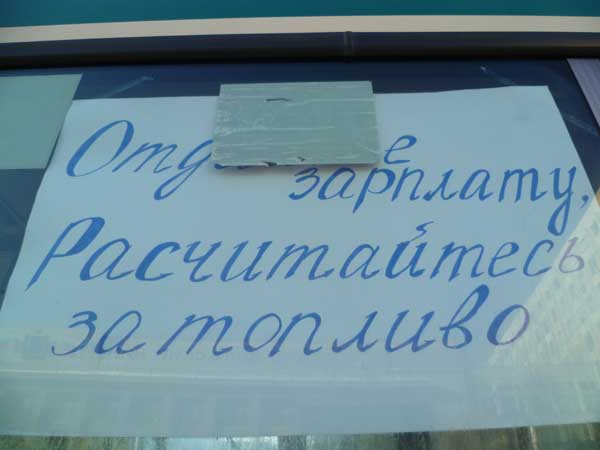 зарплату,
Расчитайтесь
за топливо